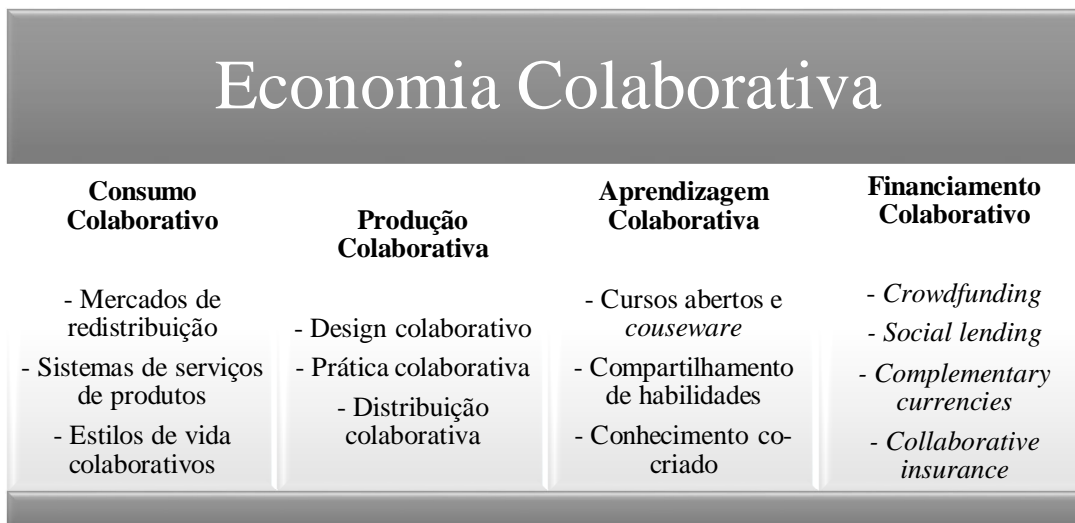 Economia Colaborativa
Consumo
Colaborativo
- Mercados de
redistribuição
- Sistemas de serviços
de produtos
- Estilos de vida
colaborativos
Produção
Colaborativa
- Design colaborativo
- Prática colaborativa
- Distribuição
colaborativa
Aprendizagem
Colaborativa
- Cursos abertos e
couseware
- Compartilhamento
de habilidades
- Conhecimento co-
criado
Financiamento
Colaborativo
- Crowdfunding
- Social lending
- Complementary
currencies
- Collaborative
insurance